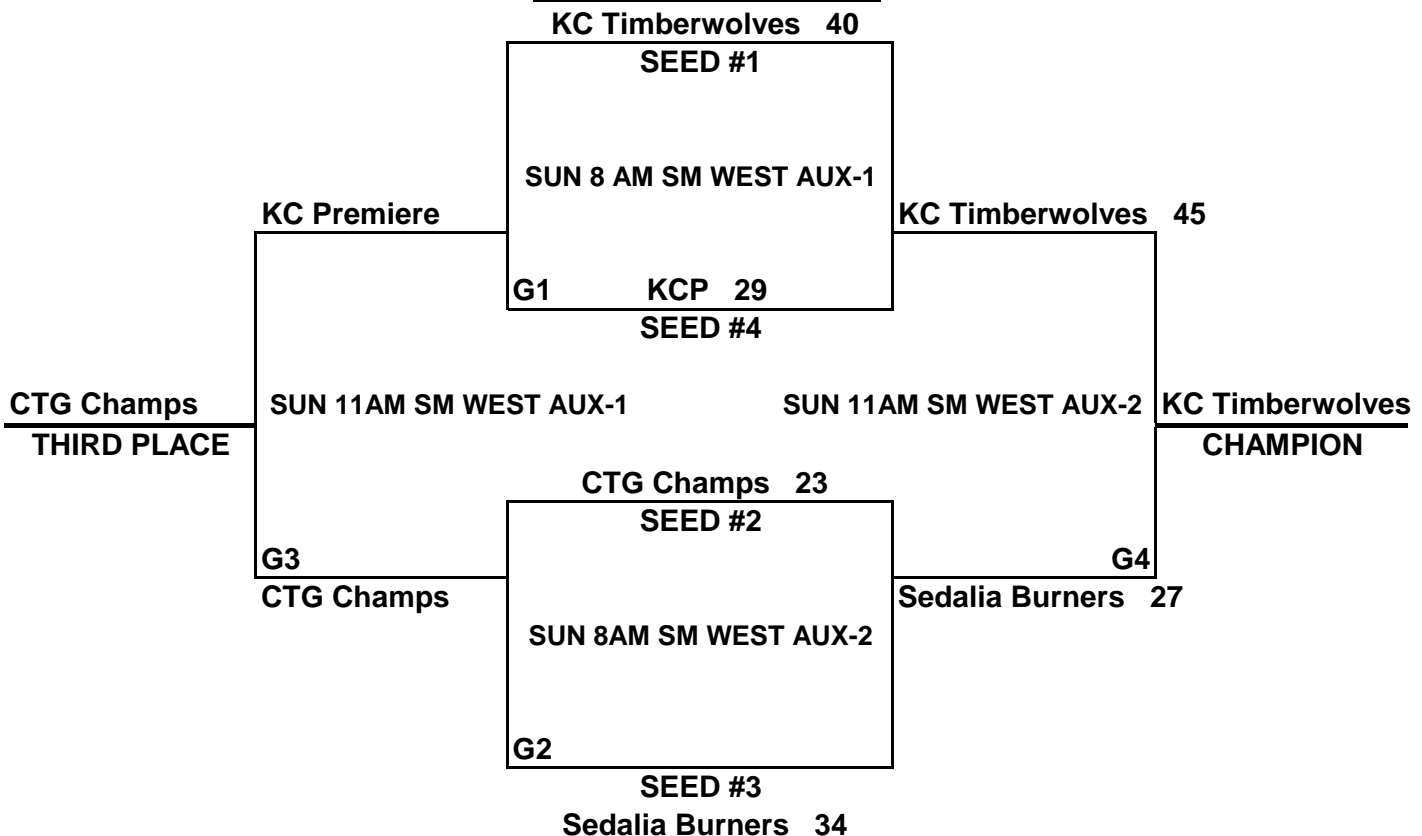 KC Timberwolves 40
SEED #1
SUN 8 AM SM WEST AUX-1
KC Premiere
KC Timberwolves 45
G1 KCP 29
SEED #4
CTG Champs
SUN 11AM SM WEST AUX-1
SUN 11AM SM WEST AUX-2
KC Timberwolves
THIRD PLACE
CHAMPION
CTG Champs 23
SEED #2
G3
G4
CTG Champs
Sedalia Burners 27
SUN 8AM SM WEST AUX-2
G2
SEED #3
Sedalia Burners 34